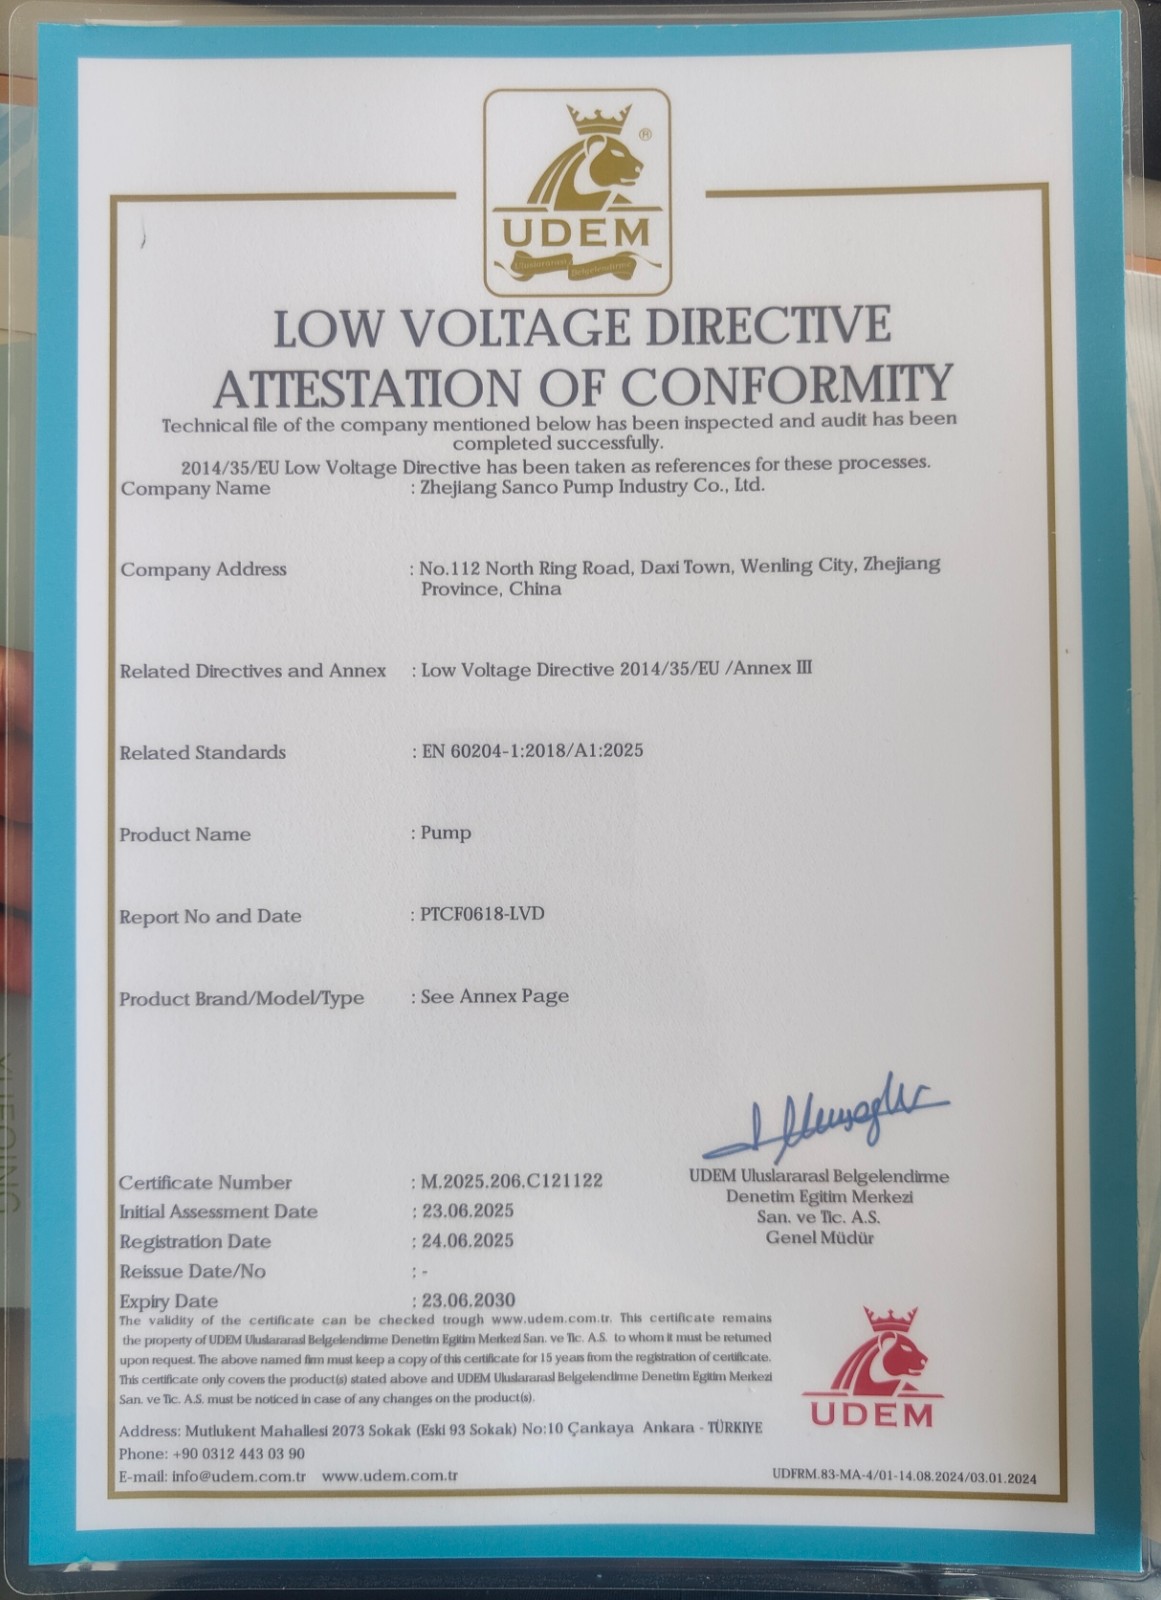 ®
UDEM
Uluslararası Belgelendirme
LOW VOLTAGE DIRECTIVE
ATTESTATION OF CONFORMITY
Technical file of the company mentioned below has been inspected and audit has been
completed successfully.
2014/35/EU Low Voltage Directive has been taken as references for these processes.
Company Name : Zhejiang Sanco Pump Industry Co., Ltd.
Company Address : No.112 North Ring Road, Daxi Town, Wenling City, Zhejiang
Province, China
Related Directives and Annex : Low Voltage Directive 2014/35/EU /Annex III
Related Standards : EN 60204-1:2018/A1:2025
Product Name : Pump
Report No and Date : PTCF0618-LVD
Product Brand/Model/Type : See Annex Page
UDEM Uluslararasl Belgelendirme
Denetim Egitim Merkezi
San. ve Tic. A.S.
Genel Müdür
Certificate Number : M.2025.206.C121122
Initial Assessment Date : 23.06.2025
Registration Date : 24.06.2025
Reissue Date/No : -
Expiry Date : 23.06.2030
The validity of the certificate can be checked trough www.udem.com.tr. This certificate remains
the property of UDEM Uluslararasl Belgelendirme Denetim Egitim Merkezi San. ve Tic. A.S. to whom it must be returned
upon request. The above named firm must keep a copy of this certificate for 15 years from the registration of certificate.
This certificate only covers the product(s) stated above and UDEM Uluslararasl Belgelendirme Denetim Egitim Merkezi
San. ve Tic. A.S. must be noticed in case of any changes on the product(s).
UDEM
Address: Mutlukent Mahallesi 2073 Sokak (Eski 93 Sokak) No:10 Çankaya Ankara - TÜRKIYE
Phone: +90 0312 443 03 90
E-mail: info@udem.com.tr www.udem.com.tr
UDFRM.83-MA-4/01-14.08.2024/03.01.2024